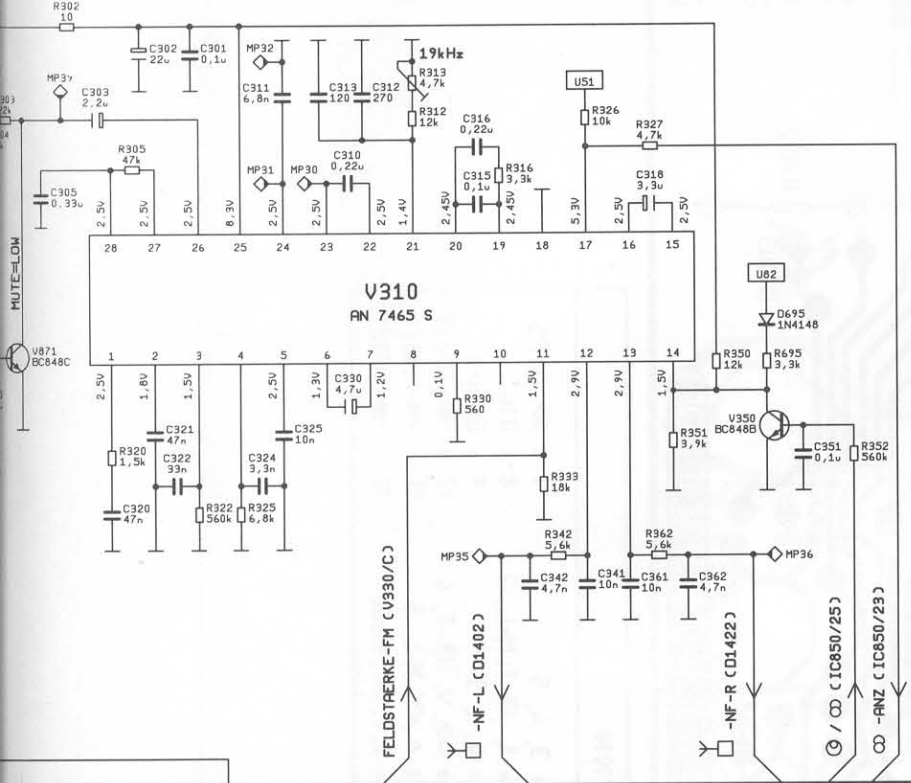 R302
10
C302
22u
C301
0,1u
MP32
C311
6,8n
C313
120
C312
270
19kHz
R313
4,7k
R312
12k
U51
R326
10k
R327
4,7k
303
22k
MP39
C303
2,2u
R305
47k
C305
0,33u
MP31
MP30
C310
0,22u
C316
0,22u
R316
3,3k
C315
0,1u
C318
3,3u
2,5V
2,5V
2,5V
8,3V
2,5V
2,5V
2,5V
1,4V
2,45V
2,45V
5,3V
2,5V
2,5V
28 27 26 25 24 23 22 21 20 19 18 17 16 15
V310
AN 7465 S
1 2 3 4 5 6 7 8 9 10 11 12 13 14
MUTE=LOW
V871
BC848C
U82
D695
1N4148
R350
12k
R695
3,3k
2,5V
1,8V
1,5V
2,5V
1,3V
1,2V
0,1V
1,5V
2,9V
2,9V
1,5V
C330
4,7u
R330
560
V350
BC848B
R351
3,9k
C351
0,1u
R352
560k
R320
1,5k
C320
47n
C321
47n
C322
33n
R322
560k
C324
3,3n
R325
6,8k
C325
10n
R333
18k
MP35
R342
5,6k
R362
5,6k
MP36
C342
4,7n
C341
10n
C361
10n
C362
4,7n
FELDSTAERKE-FM (V330/C)
-NF-L (D1402)
-NF-R (D1422)
/ (IC850/25)
-ANZ (IC850/23)